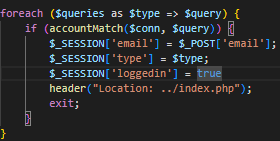 foreach ($queries as $type => $query) {
    if (accountMatch($conn, $query)) {
        $_SESSION['email'] = $_POST['email'];
        $_SESSION['type'] = $type;
        $_SESSION['loggedin'] = true
        header("Location: ../index.php");
        exit;
    }
}